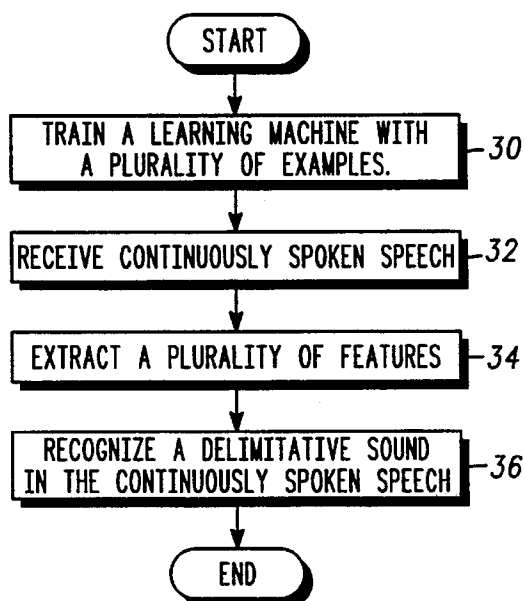 START
TRAIN A LEARNING MACHINE WITH
A PLURALITY OF EXAMPLES.
30
RECEIVE CONTINUOUSLY SPOKEN SPEECH
32
EXTRACT A PLURALITY OF FEATURES
34
RECOGNIZE A DELIMITATIVE SOUND
IN THE CONTINUOUSLY SPOKEN SPEECH
36
END